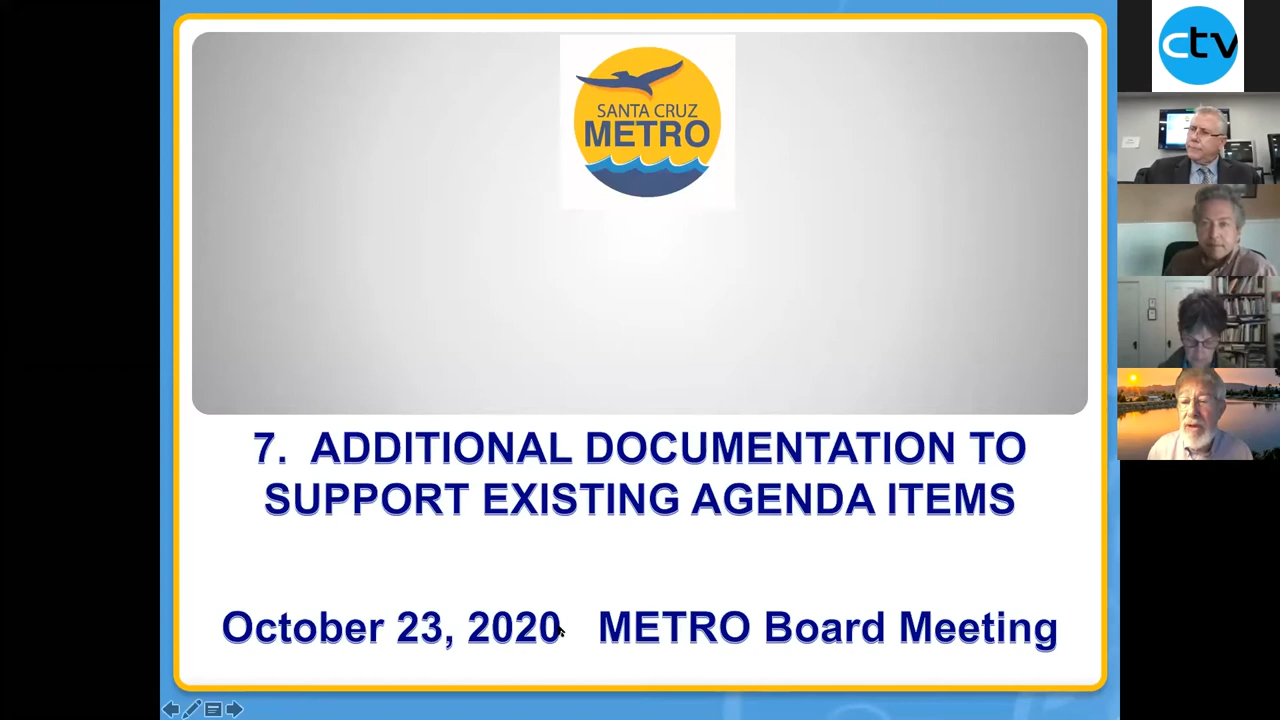 SANTA CRUZ
METRO
7. ADDITIONAL DOCUMENTATION TO
SUPPORT EXISTING AGENDA ITEMS
October 23, 2020 METRO Board Meeting
ctv